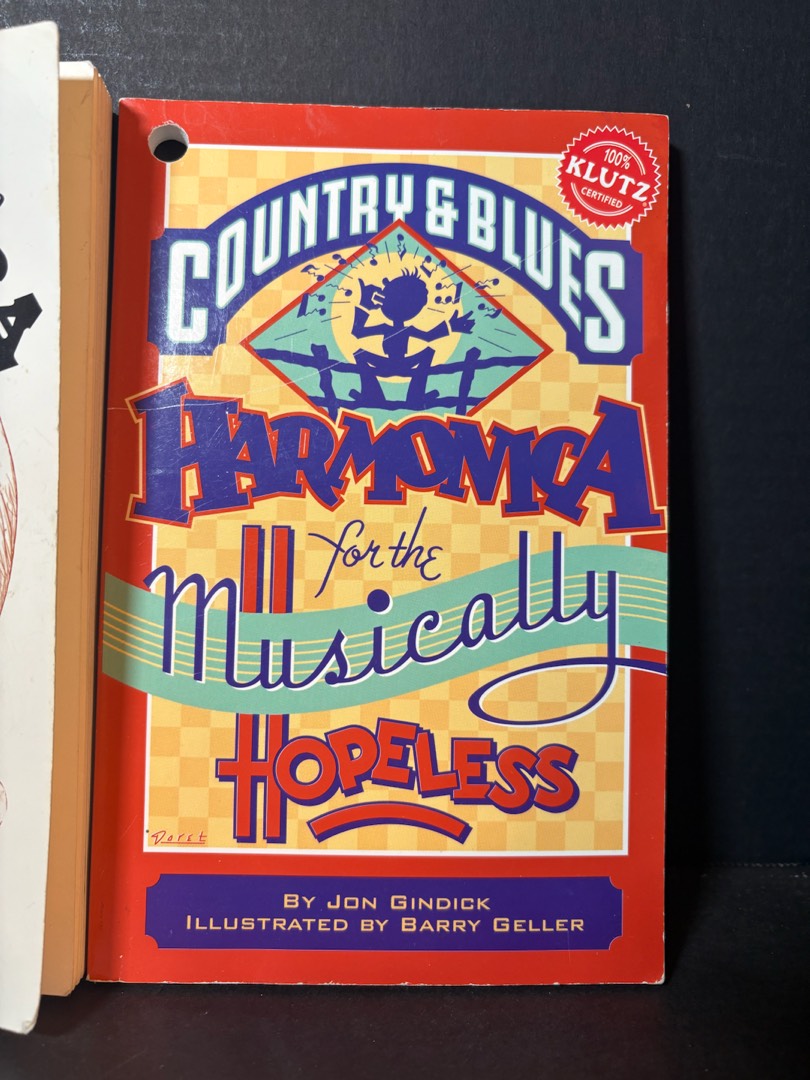 100%
KLUTZ
CERTIFIED
COUNTRY & BLUES
HARMONICA
for the
Musically
HOPELESS
Dorst
BY JON GINDICK
ILLUSTRATED BY BARRY GELLER